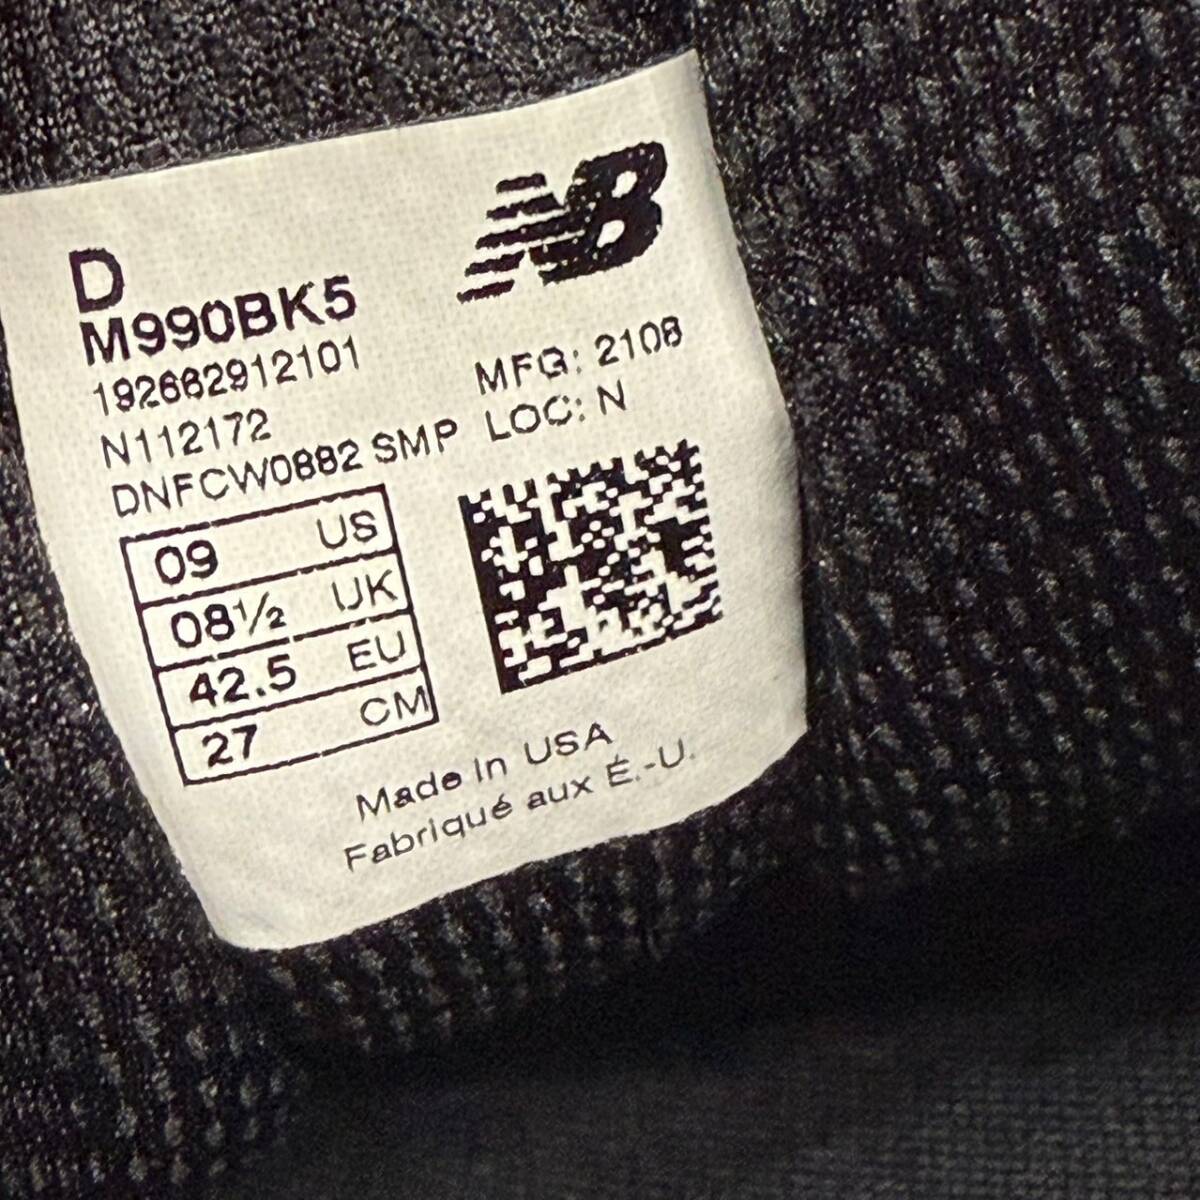 NB
D
M990BK5
192662912101
MFG: 2108
N112172
LOC: N
DNFCW0882 SMP
09 US
08½ UK
42.5 EU
27 CM
Made in USA
Fabriqué aux É.-U.